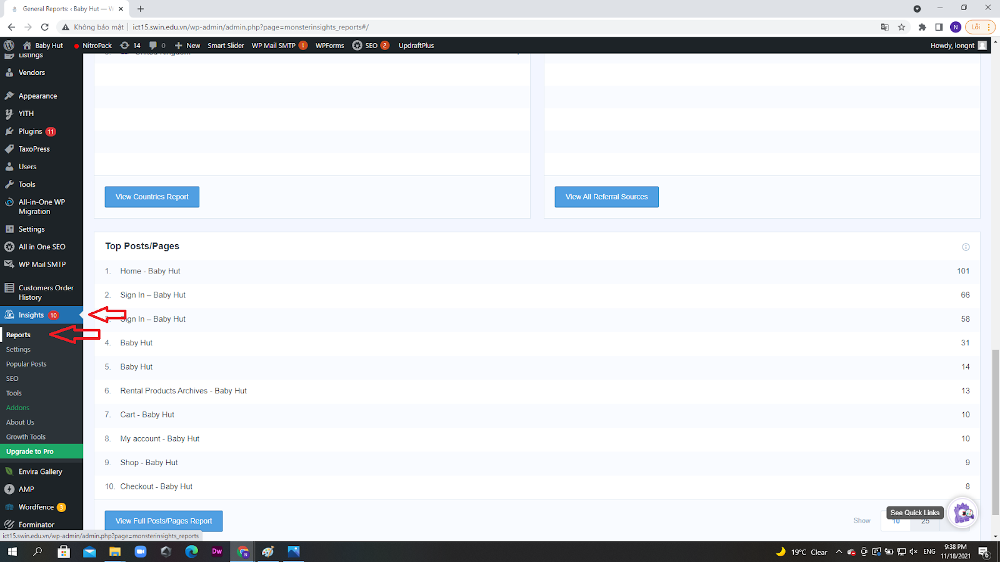 General Reports: ‹ Baby Hut — W
Không bảo mật
ict15.swin.edu.vn/wp-admin/admin.php?page=monsterinsights_reports#/
N
Lỗi
Baby Hut
NitroPack
14
0
New
Smart Slider
WP Mail SMTP !
WPForms
SEO 2
UpdraftPlus
Howdy, longnt
Listings
Vendors
Appearance
YITH
Plugins 11
TaxoPress
Users
Tools
All-in-One WP
Migration
Settings
All in One SEO
WP Mail SMTP
Customers Order
History
Insights 10
Reports
Settings
Popular Posts
SEO
Tools
Addons
About Us
Growth Tools
Upgrade to Pro
Envira Gallery
AMP
Wordfence 3
Forminator
United Kingdom
View Countries Report
View All Referral Sources
Top Posts/Pages
1. Home - Baby Hut 101
2. Sign In – Baby Hut 66
3. Sign In – Baby Hut 58
4. Baby Hut 31
5. Baby Hut 14
6. Rental Products Archives - Baby Hut 13
7. Cart - Baby Hut 10
8. My account - Baby Hut 10
9. Shop - Baby Hut 9
10. Checkout - Baby Hut 8
View Full Posts/Pages Report
Show
10
25
See Quick Links
ict15.swin.edu.vn/wp-admin/admin.php?page=monsterinsights_reports
Dw
N
19°C Clear
ENG
9:38 PM
11/18/2021
6